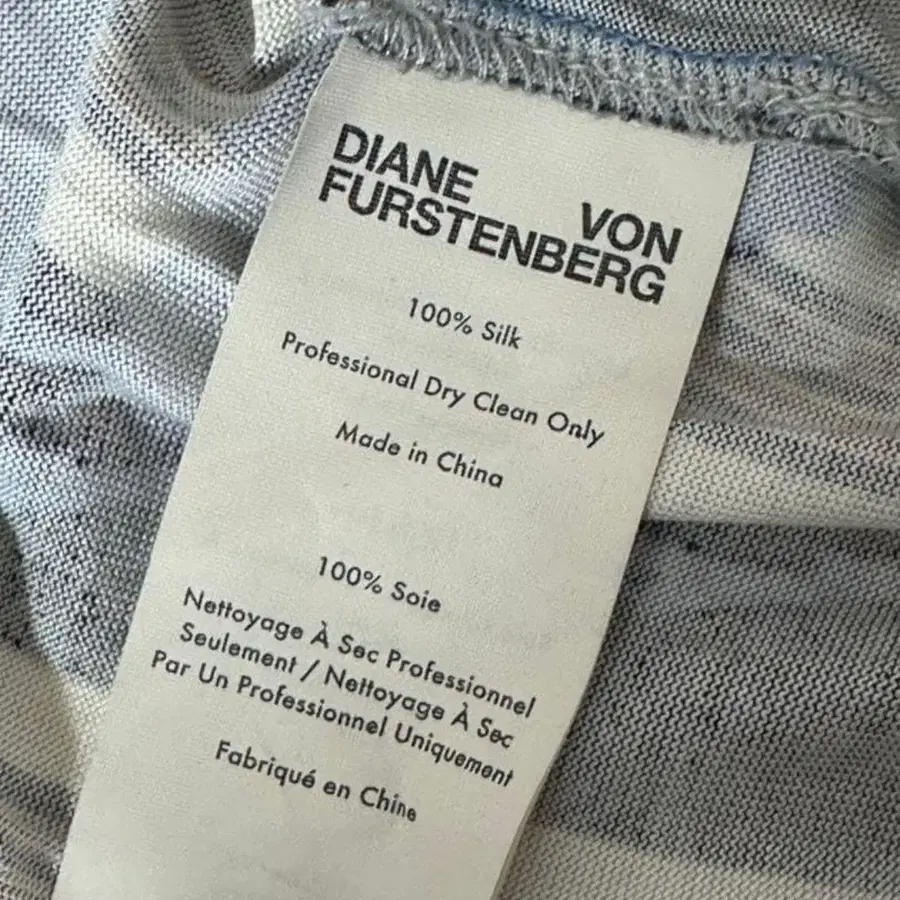 DIANE VON
FURSTENBERG
100% Silk
Professional Dry Clean Only
Made in China
100% Soie
Nettoyage À Sec Professionnel
Seulement / Nettoyage À Sec
Par Un Professionnel Uniquement
Fabriqué en Chine